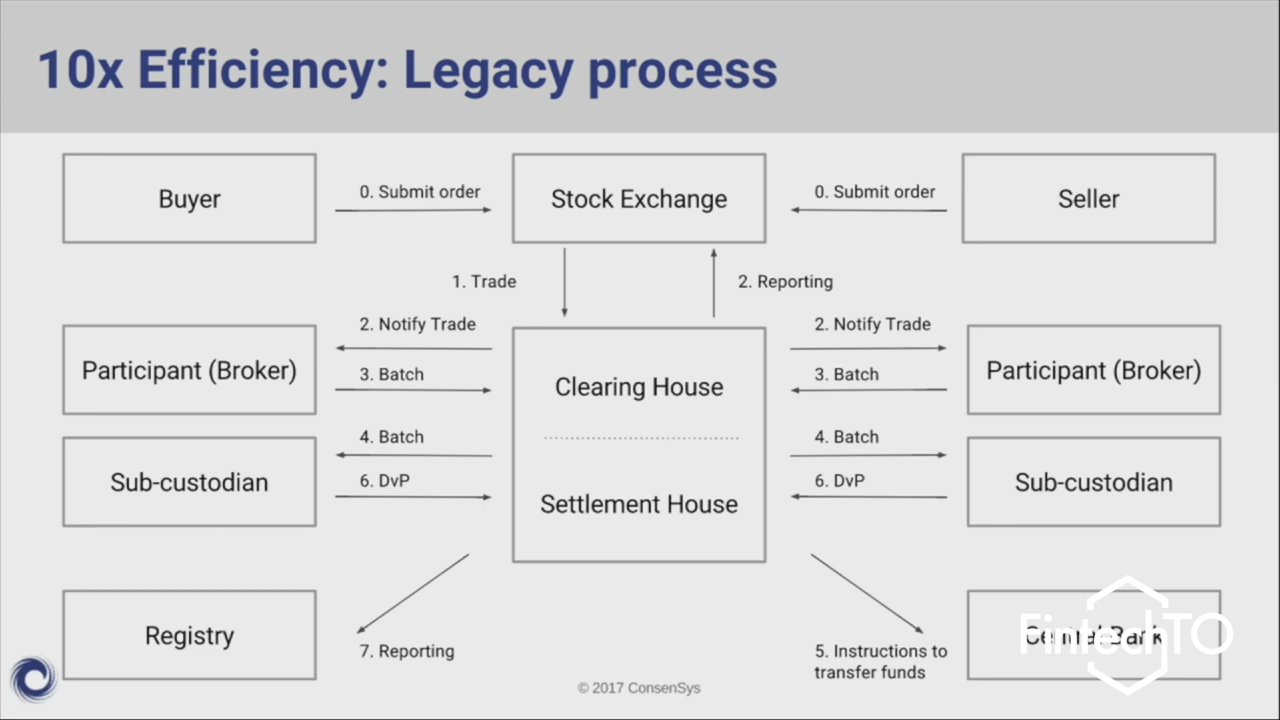 10x Efficiency: Legacy process
Buyer
0. Submit order
Stock Exchange
0. Submit order
Seller
1. Trade
2. Reporting
2. Notify Trade
2. Notify Trade
Participant (Broker)
3. Batch
Clearing House
3. Batch
Participant (Broker)
4. Batch
4. Batch
Sub-custodian
6. DvP
Settlement House
6. DvP
Sub-custodian
Registry
7. Reporting
5. Instructions to
transfer funds
Central Bank
FintechTO
© 2017 ConsenSys